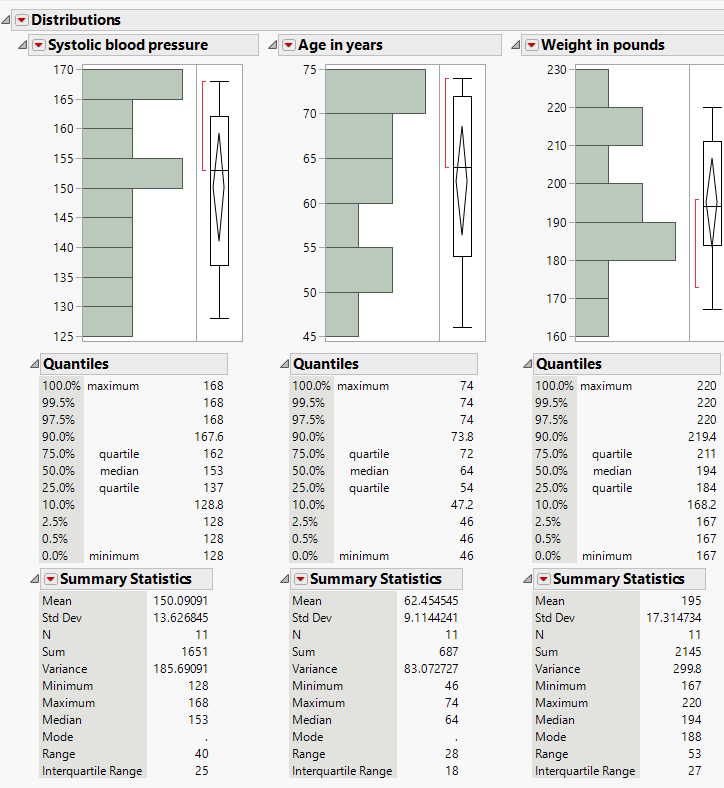 Distributions
Systolic blood pressure
170
165
160
155
150
145
140
135
130
125
Quantiles
100.0% maximum 168
99.5% 168
97.5% 168
90.0% 167.6
75.0% quartile 162
50.0% median 153
25.0% quartile 137
10.0% 128.8
2.5% 128
0.5% 128
0.0% minimum 128
Summary Statistics
Mean 150.09091
Std Dev 13.626845
N 11
Sum 1651
Variance 185.69091
Minimum 128
Maximum 168
Median 153
Mode .
Range 40
Interquartile Range 25
Age in years
75
70
65
60
55
50
45
Quantiles
100.0% maximum 74
99.5% 74
97.5% 74
90.0% 73.8
75.0% quartile 72
50.0% median 64
25.0% quartile 54
10.0% 47.2
2.5% 46
0.5% 46
0.0% minimum 46
Summary Statistics
Mean 62.454545
Std Dev 9.1144241
N 11
Sum 687
Variance 83.072727
Minimum 46
Maximum 74
Median 64
Mode .
Range 28
Interquartile Range 18
Weight in pounds
230
220
210
200
190
180
170
160
Quantiles
100.0% maximum 220
99.5% 220
97.5% 220
90.0% 219.4
75.0% quartile 211
50.0% median 194
25.0% quartile 184
10.0% 168.2
2.5% 167
0.5% 167
0.0% minimum 167
Summary Statistics
Mean 195
Std Dev 17.314734
N 11
Sum 2145
Variance 299.8
Minimum 167
Maximum 220
Median 194
Mode 188
Range 53
Interquartile Range 27